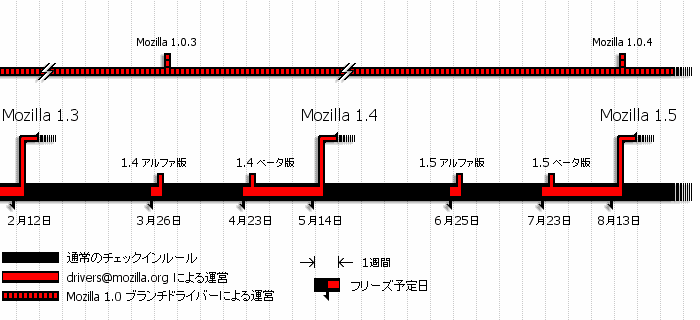 Mozilla 1.0.3
Mozilla 1.0.4
Mozilla 1.3
Mozilla 1.4
Mozilla 1.5
1.4 アルファ版
1.4 ベータ版
1.5 アルファ版
1.5 ベータ版
2月12日
3月26日
4月23日
5月14日
6月25日
7月23日
8月13日
通常のチェックインルール
drivers@mozilla.org による運営
Mozilla 1.0 ブランチドライバーによる運営
1週間
フリーズ予定日